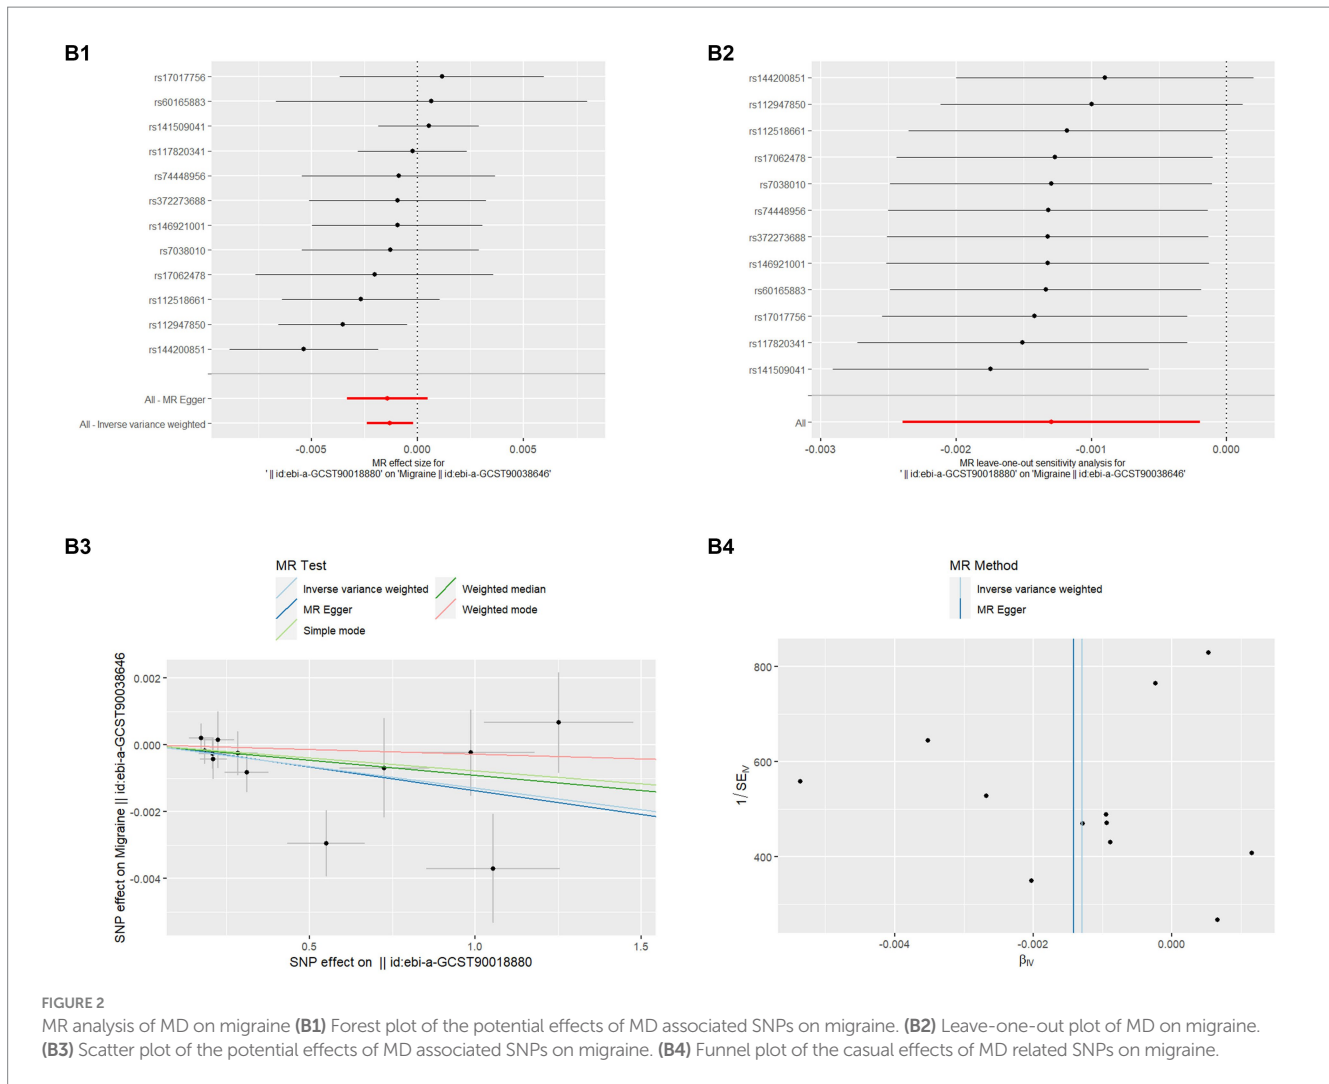 B1
rs17017756
rs60165883
rs141509041
rs117820341
rs74448956
rs372273688
rs146921001
rs7038010
rs17062478
rs112518661
rs112947850
rs144200851
All - MR Egger
All - Inverse variance weighted
-0.005 0.000 0.005
MR effect size for
' || id:ebi-a-GCST90018880' on 'Migraine || id:ebi-a-GCST90038646'
B2
rs144200851
rs112947850
rs112518661
rs17062478
rs7038010
rs74448956
rs372273688
rs146921001
rs60165883
rs17017756
rs117820341
rs141509041
All
-0.003 -0.002 -0.001 0.000
MR leave-one-out sensitivity analysis for
' || id:ebi-a-GCST90018880' on 'Migraine || id:ebi-a-GCST90038646'
B3
MR Test
Inverse variance weighted Weighted median
MR Egger Weighted mode
Simple mode
SNP effect on Migraine || id:ebi-a-GCST90038646
0.002
0.000
-0.002
-0.004
0.5 1.0 1.5
SNP effect on || id:ebi-a-GCST90018880
B4
MR Method
Inverse variance weighted
MR Egger
1/ SE_IV
800
600
400
-0.004 -0.002 0.000
β_IV
FIGURE 2
MR analysis of MD on migraine (B1) Forest plot of the potential effects of MD associated SNPs on migraine. (B2) Leave-one-out plot of MD on migraine.
(B3) Scatter plot of the potential effects of MD associated SNPs on migraine. (B4) Funnel plot of the casual effects of MD related SNPs on migraine.